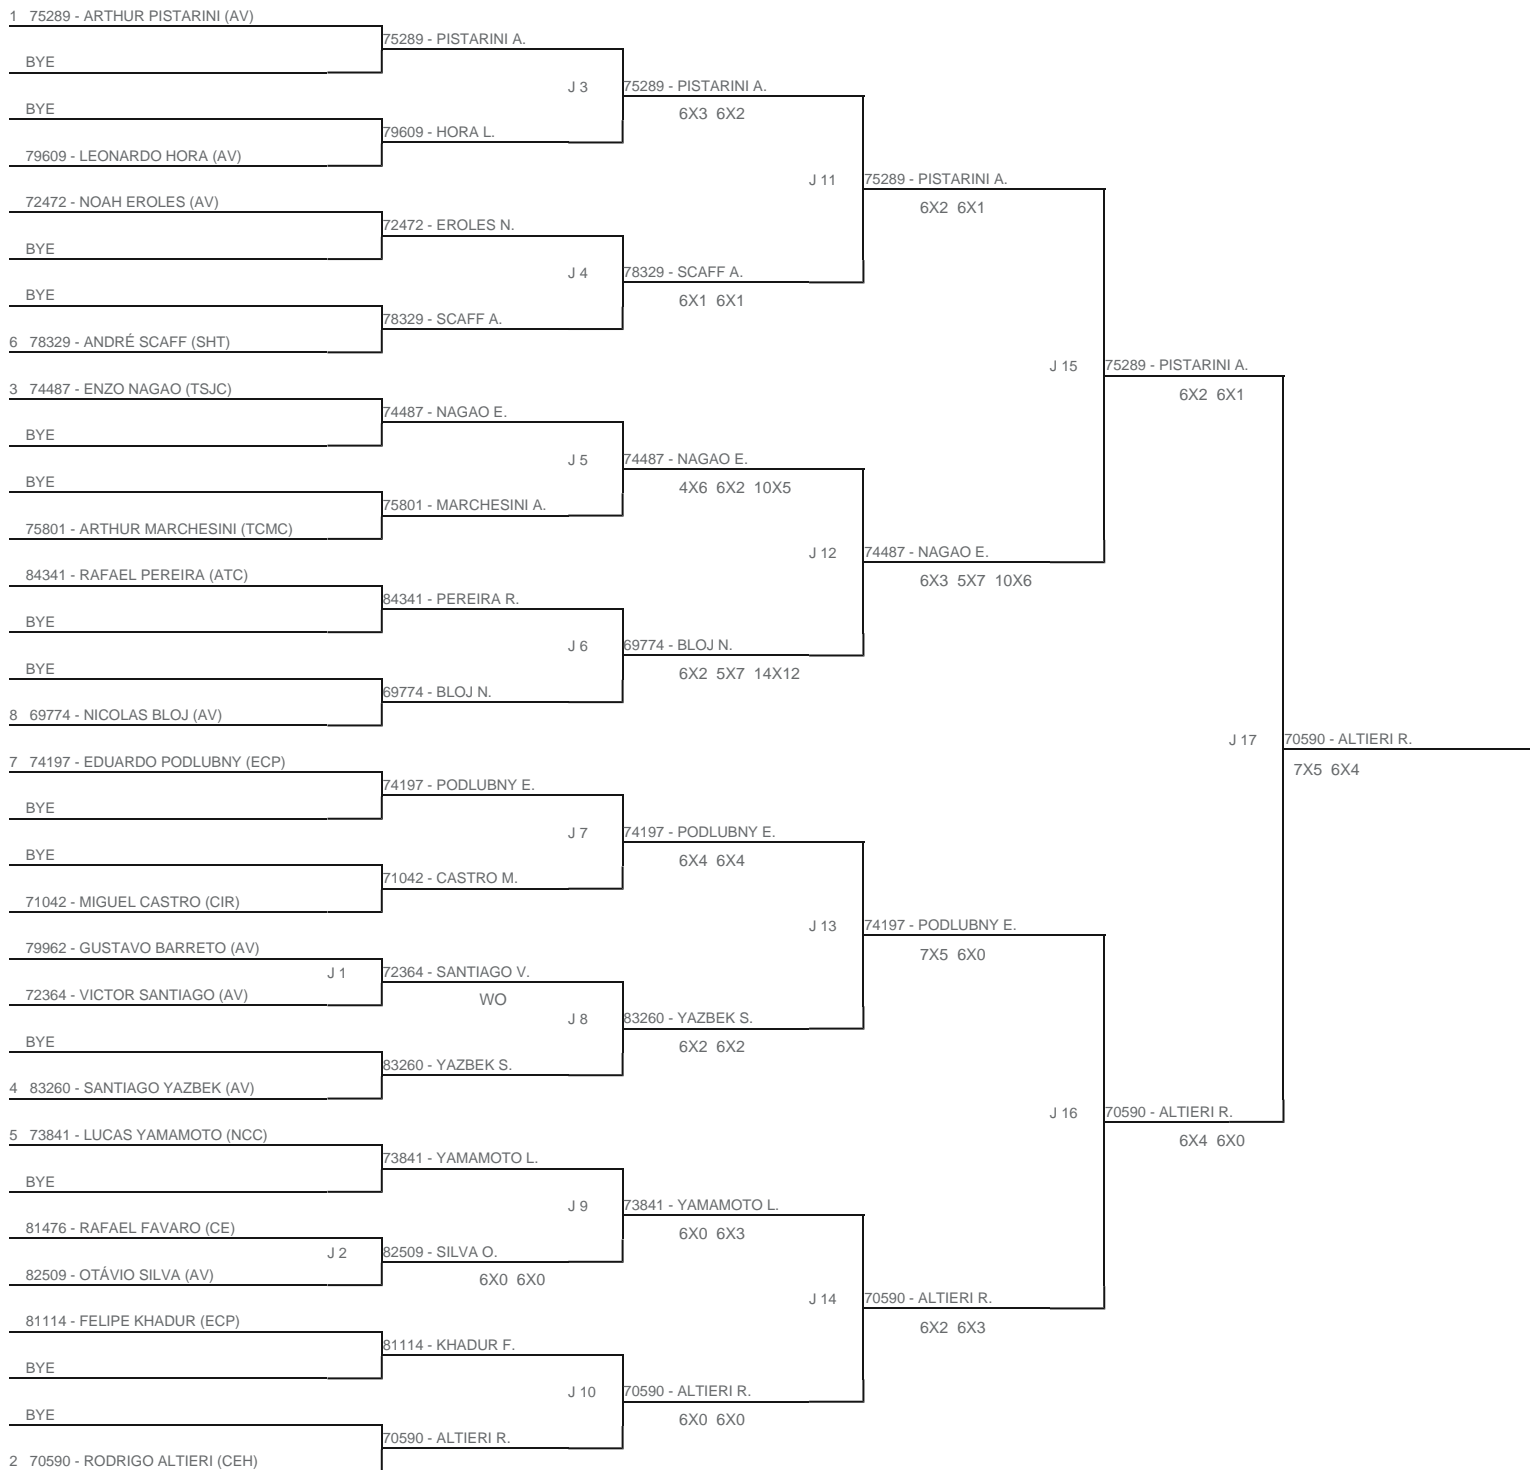 1 75289 - ARTHUR PISTARINI (AV)
75289 - PISTARINI A.
BYE
J 3
75289 - PISTARINI A.
6X3 6X2
BYE
79609 - HORA L.
79609 - LEONARDO HORA (AV)
J 11
75289 - PISTARINI A.
6X2 6X1
72472 - NOAH EROLES (AV)
72472 - EROLES N.
BYE
J 4
78329 - SCAFF A.
6X1 6X1
BYE
78329 - SCAFF A.
6 78329 - ANDRÉ SCAFF (SHT)
J 15
75289 - PISTARINI A.
6X2 6X1
3 74487 - ENZO NAGAO (TSJC)
74487 - NAGAO E.
BYE
J 5
74487 - NAGAO E.
4X6 6X2 10X5
BYE
75801 - MARCHESINI A.
75801 - ARTHUR MARCHESINI (TCMC)
J 12
74487 - NAGAO E.
6X3 5X7 10X6
84341 - RAFAEL PEREIRA (ATC)
84341 - PEREIRA R.
BYE
J 6
69774 - BLOJ N.
6X2 5X7 14X12
BYE
69774 - BLOJ N.
8 69774 - NICOLAS BLOJ (AV)
J 17
70590 - ALTIERI R.
7X5 6X4
7 74197 - EDUARDO PODLUBNY (ECP)
74197 - PODLUBNY E.
BYE
J 7
74197 - PODLUBNY E.
6X4 6X4
BYE
71042 - CASTRO M.
71042 - MIGUEL CASTRO (CIR)
J 13
74197 - PODLUBNY E.
7X5 6X0
79962 - GUSTAVO BARRETO (AV)
J 1
72364 - SANTIAGO V.
WO
72364 - VICTOR SANTIAGO (AV)
J 8
83260 - YAZBEK S.
6X2 6X2
BYE
83260 - YAZBEK S.
4 83260 - SANTIAGO YAZBEK (AV)
J 16
70590 - ALTIERI R.
6X4 6X0
5 73841 - LUCAS YAMAMOTO (NCC)
73841 - YAMAMOTO L.
BYE
J 9
73841 - YAMAMOTO L.
6X0 6X3
81476 - RAFAEL FAVARO (CE)
J 2
82509 - SILVA O.
6X0 6X0
82509 - OTÁVIO SILVA (AV)
J 14
70590 - ALTIERI R.
6X2 6X3
81114 - FELIPE KHADUR (ECP)
81114 - KHADUR F.
BYE
J 10
70590 - ALTIERI R.
6X0 6X0
BYE
70590 - ALTIERI R.
2 70590 - RODRIGO ALTIERI (CEH)